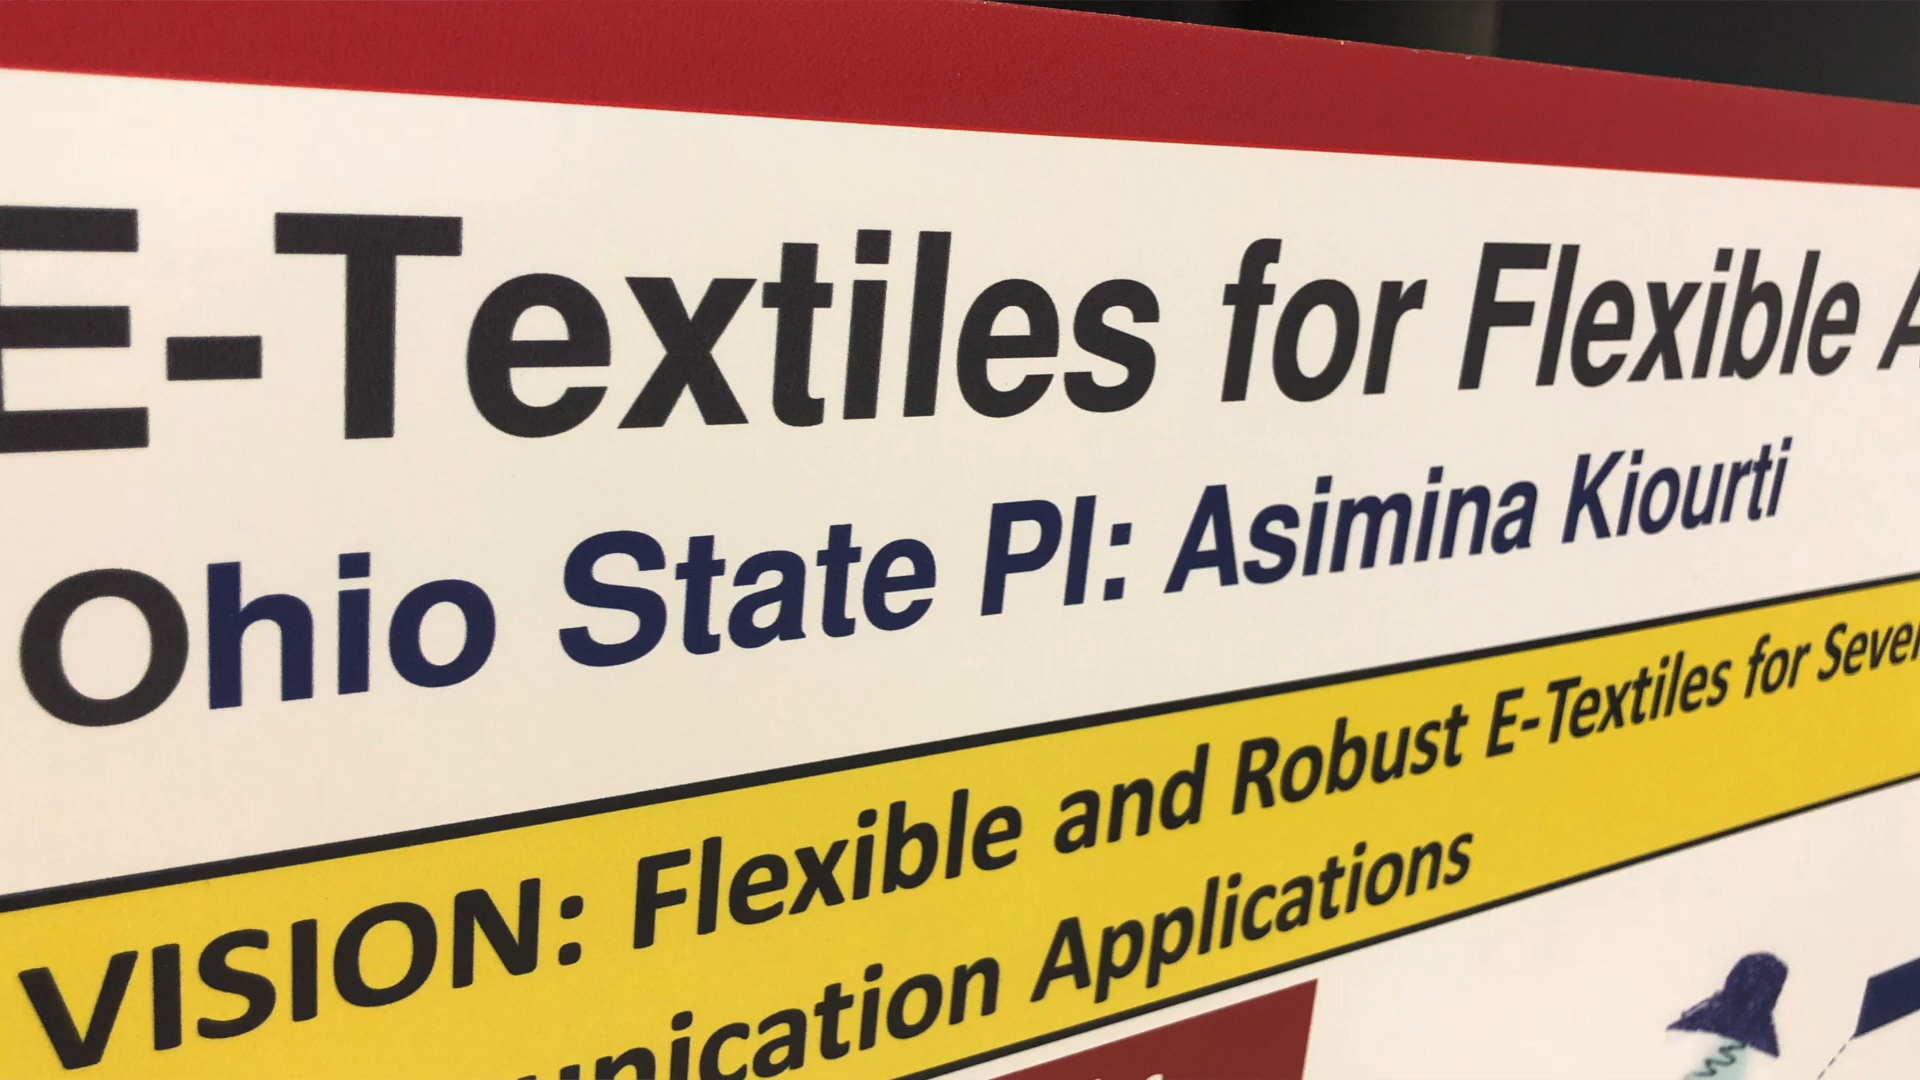 E-Textiles for Flexible
Ohio State PI: Asimina Kiourti
VISION: Flexible and Robust E-Textiles for
Applications